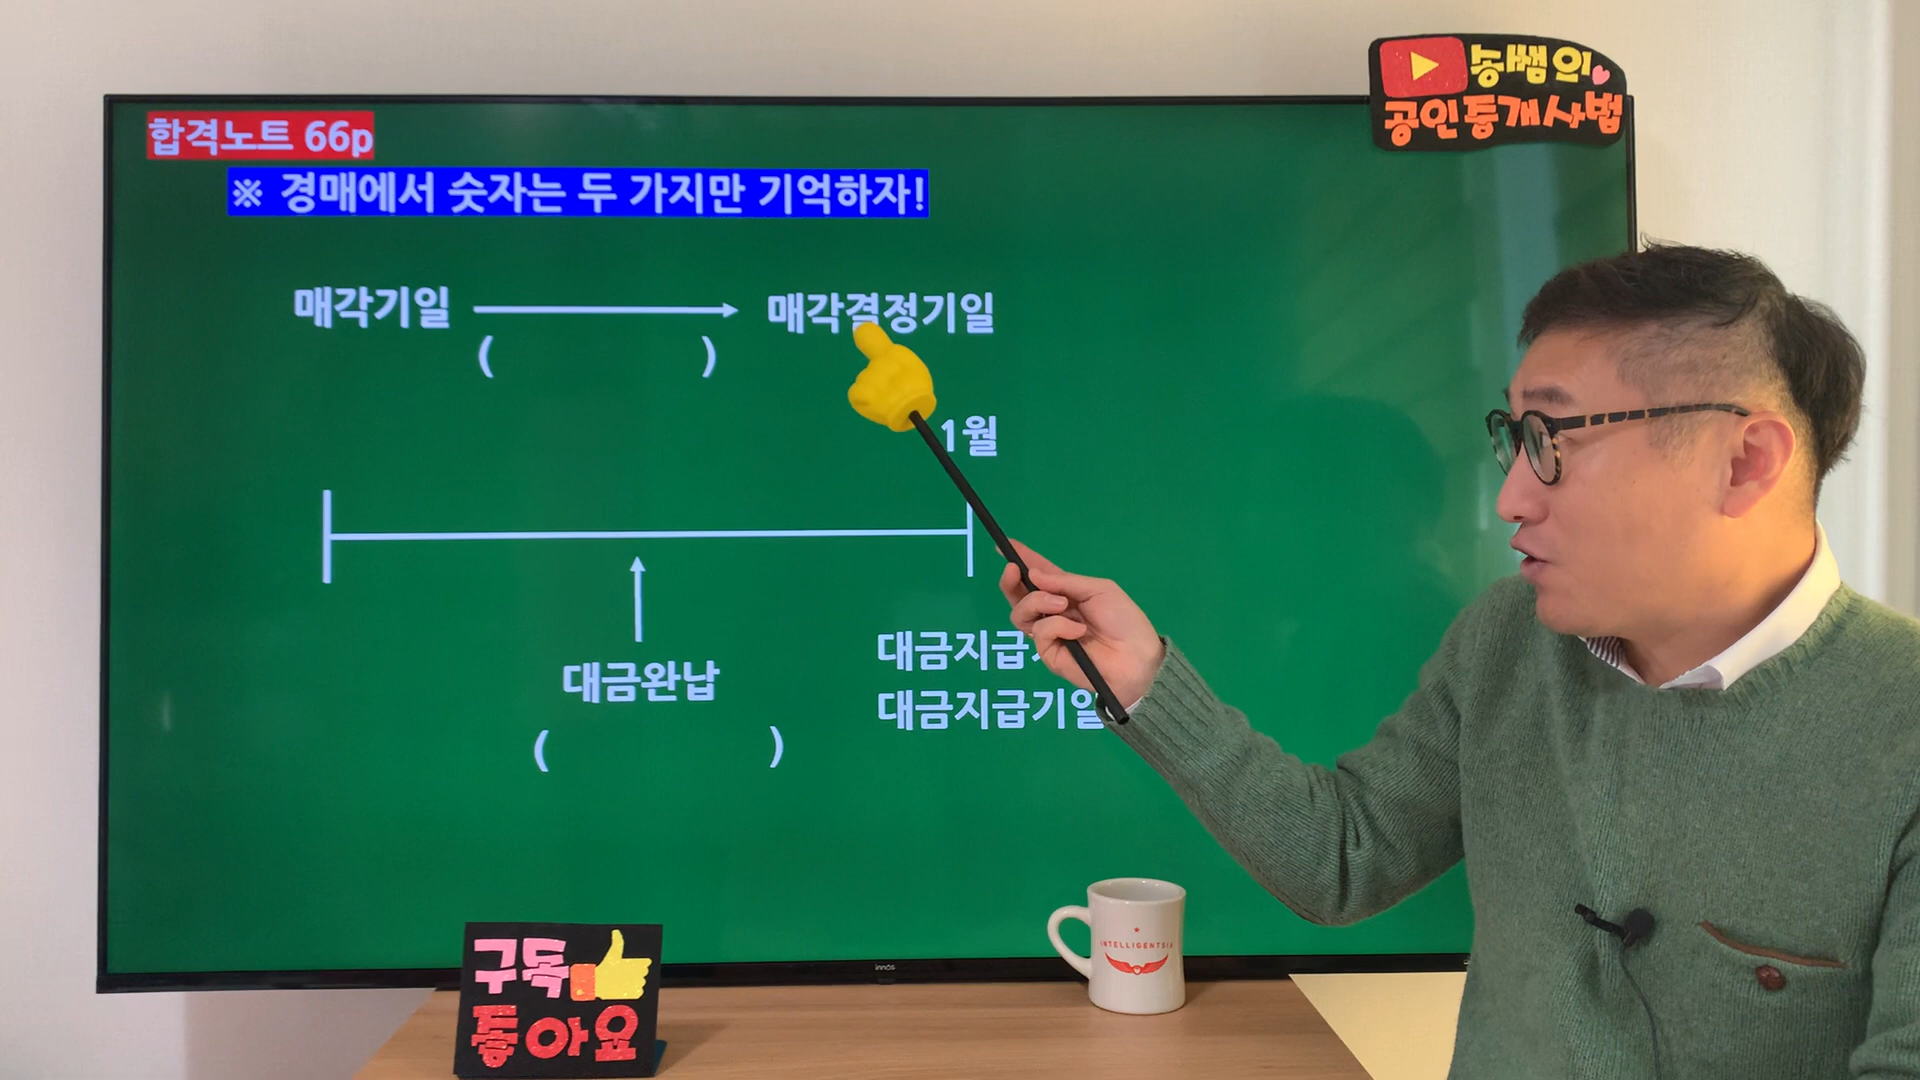 송쌤의
공인중개사법
합격노트 66p
※ 경매에서 숫자는 두 가지만 기억하자!
매각기일
매각결정기일
( )
1월
대금완납
대금지급
대금지급기일
( )
innos
INTELLIGENTSIA
구독
좋아요